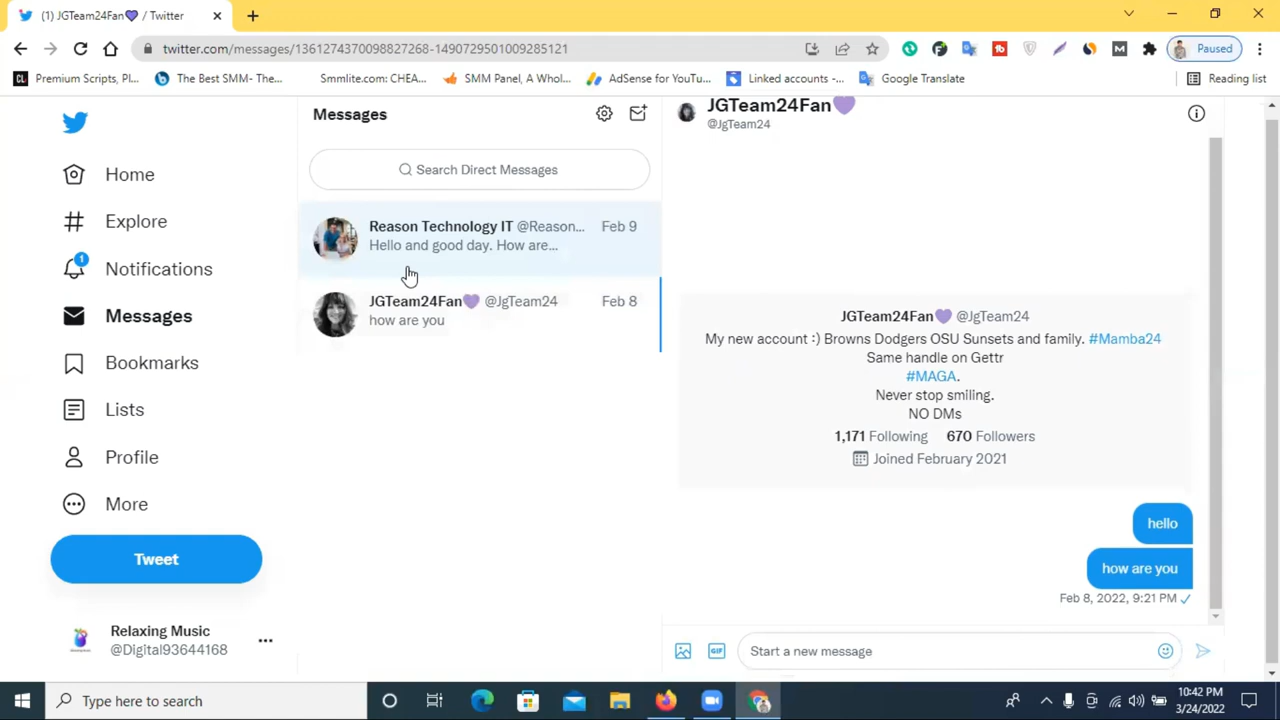 (1) JGTeam24Fan💜 / Twitter
twitter.com/messages/1361274370098827268-1490729501009285121
Paused
Premium Scripts, Pl...
The Best SMM- The...
Smmlite.com: CHEA...
SMM Panel, A Whol...
AdSense for YouTu...
Linked accounts -...
Google Translate
Reading list
Home
Explore
1
Notifications
Messages
Bookmarks
Lists
Profile
More
Tweet
Relaxing Music
@Digital93644168
Messages
Search Direct Messages
Reason Technology IT @Reason... Feb 9
Hello and good day. How are...
JGTeam24Fan💜 @JgTeam24 Feb 8
how are you
JGTeam24Fan💜
@JgTeam24
JGTeam24Fan💜 @JgTeam24
My new account :) Browns Dodgers OSU Sunsets and family. #Mamba24
Same handle on Gettr
#MAGA.
Never stop smiling.
NO DMs
1,171 Following 670 Followers
Joined February 2021
hello
how are you
Feb 8, 2022, 9:21 PM ✓
GIF
Start a new message
Type here to search
10:42 PM
3/24/2022